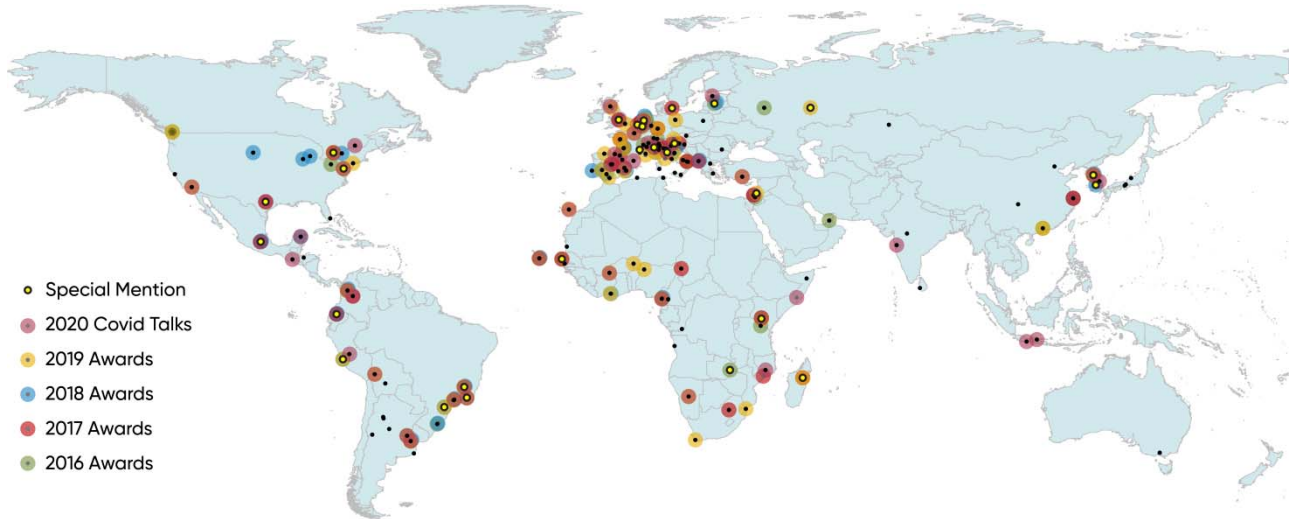 Special Mention
2020 Covid Talks
2019 Awards
2018 Awards
2017 Awards
2016 Awards